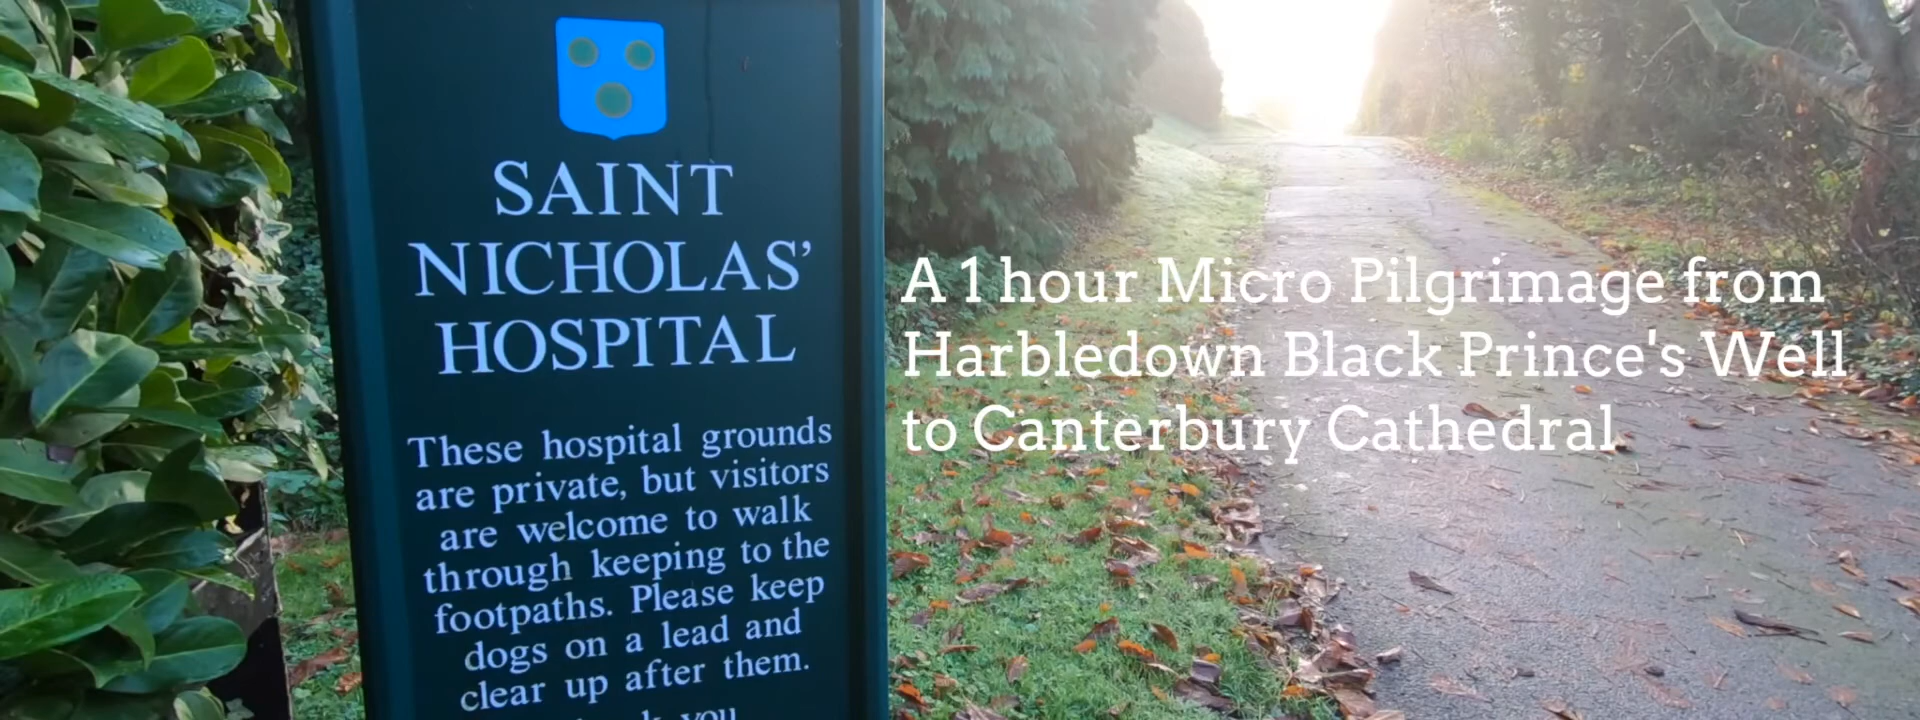 SAINT
NICHOLAS’
HOSPITAL
These hospital grounds
are private, but visitors
are welcome to walk
through keeping to the
footpaths. Please keep
dogs on a lead and
clear up after them.
you
A 1 hour Micro Pilgrimage from
Harbledown Black Prince's Well
to Canterbury Cathedral